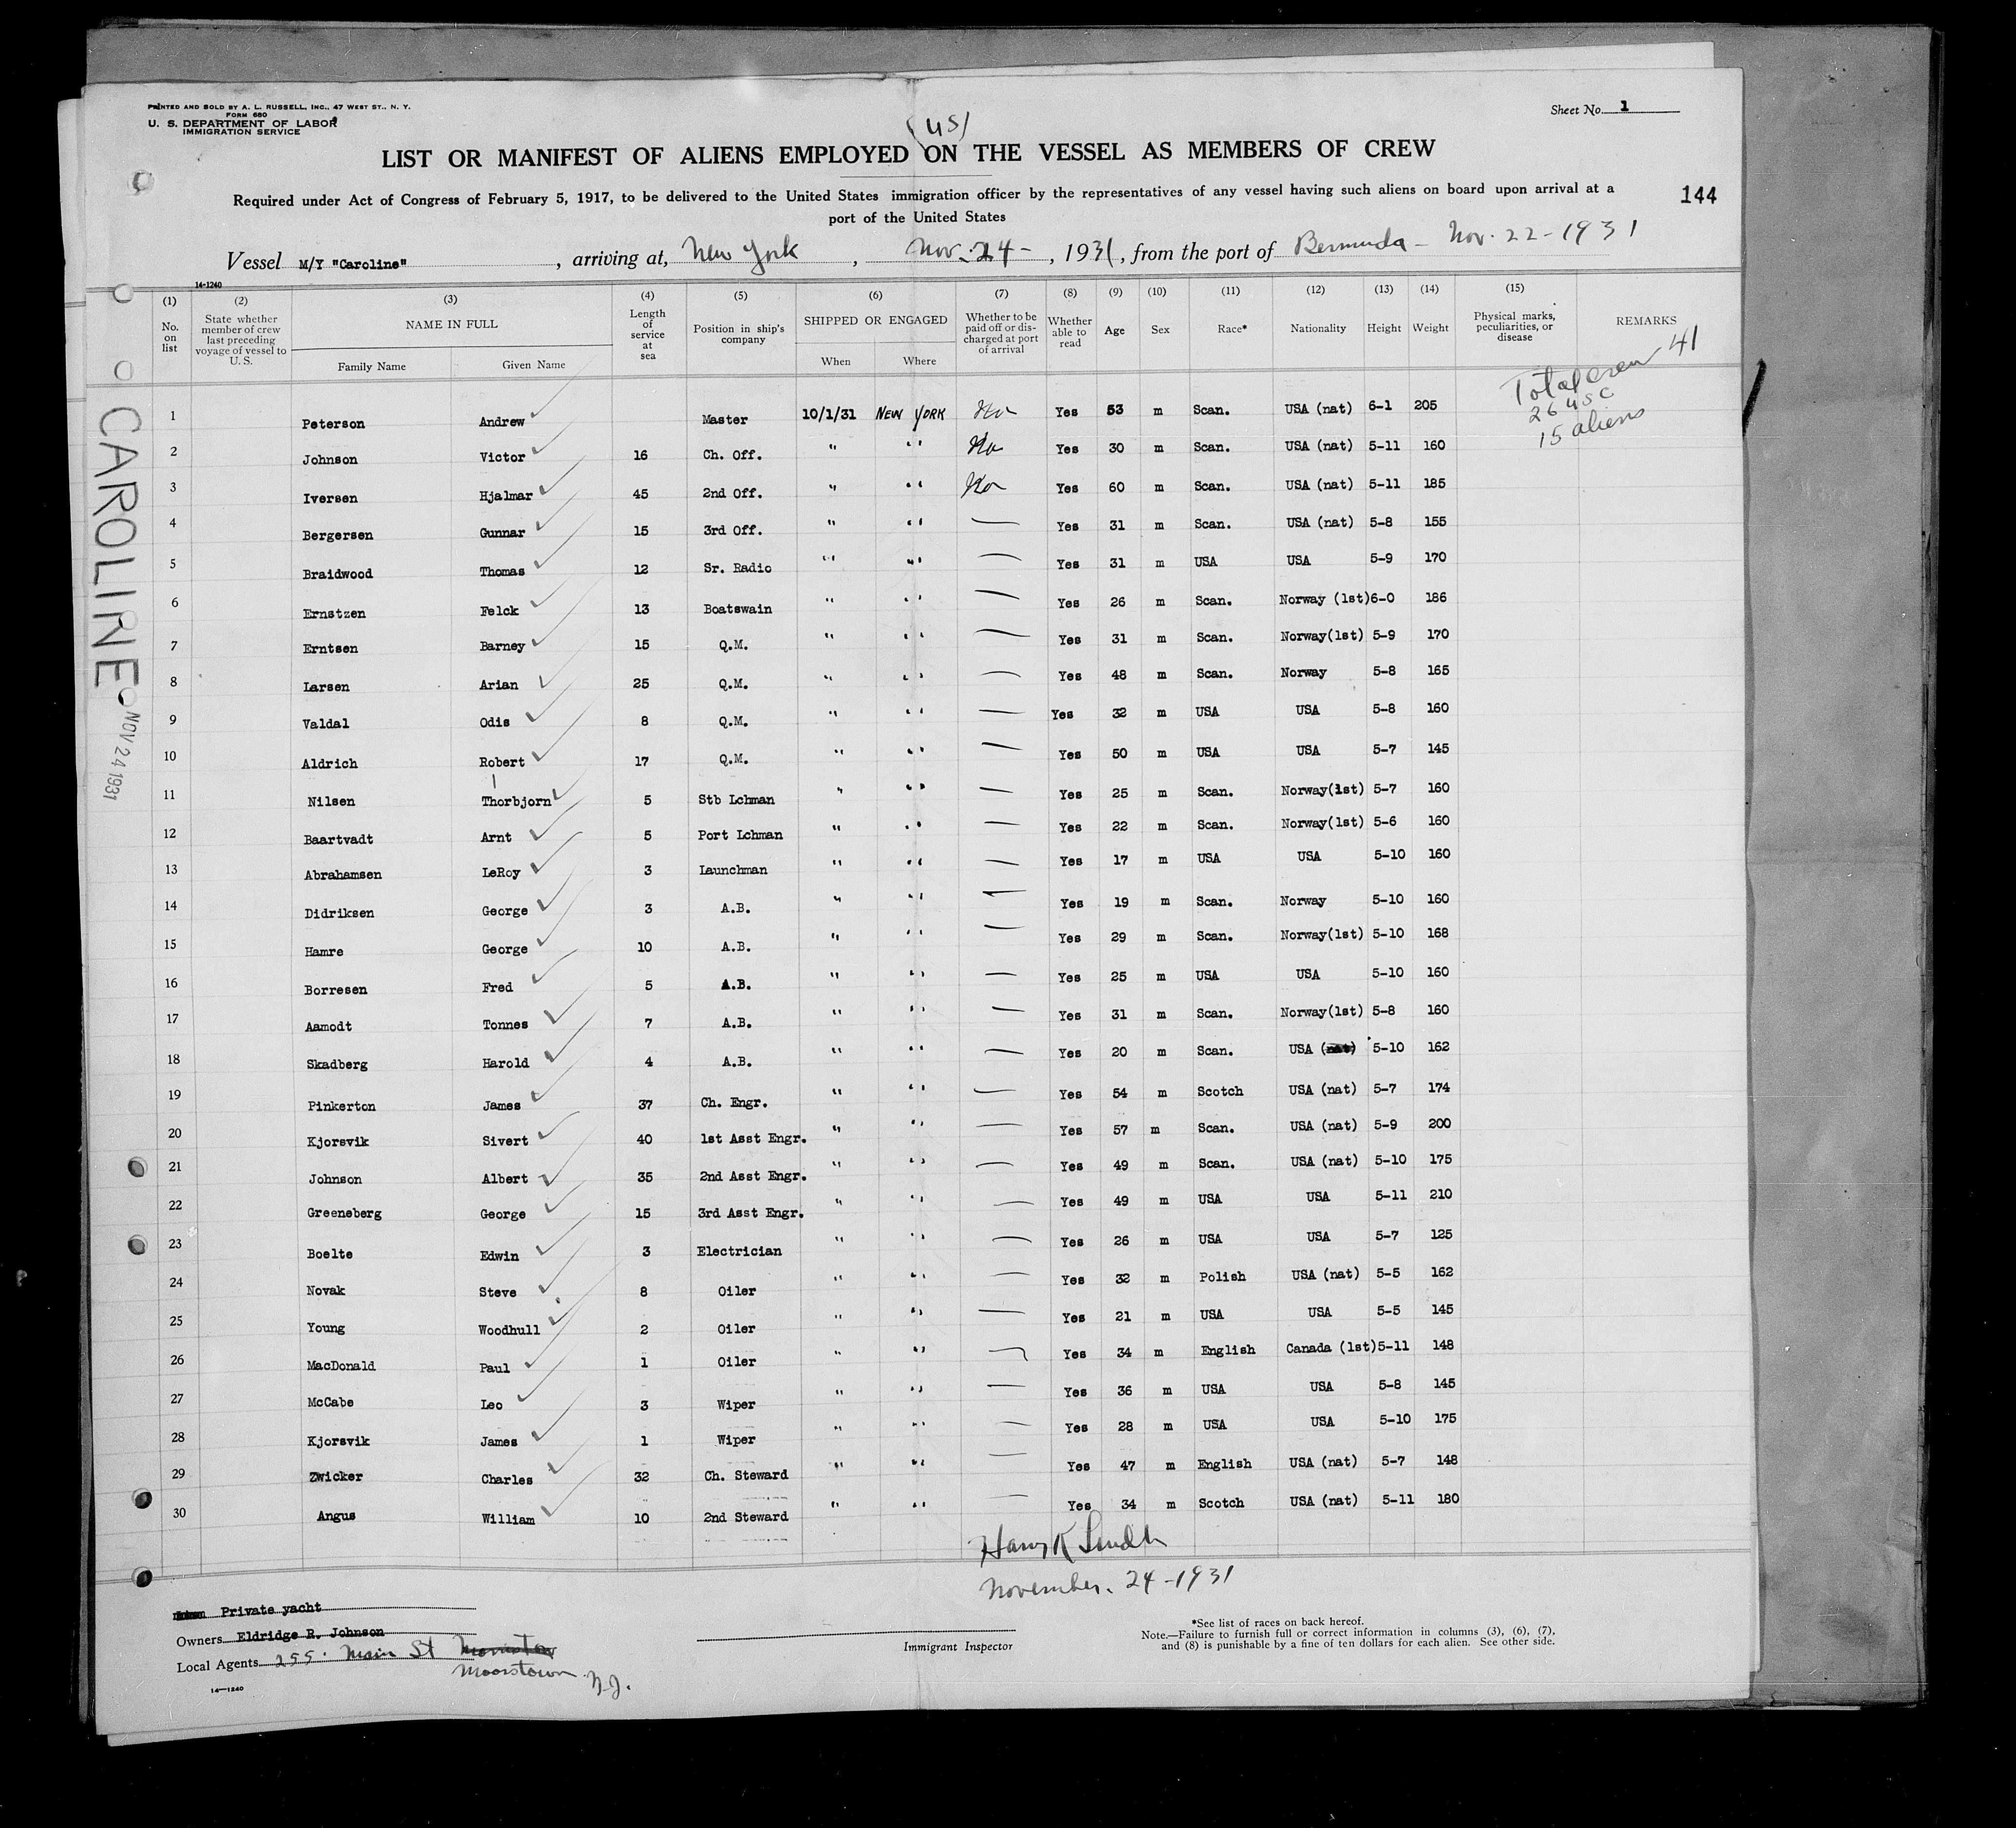 PRINTED AND SOLD BY A. L. RUSSELL, INC., 47 WEST ST., N. Y.
FORM 680
U. S. DEPARTMENT OF LABOR
IMMIGRATION SERVICE
Sheet No. 1
(US)
LIST OR MANIFEST OF ALIENS EMPLOYED ON THE VESSEL AS MEMBERS OF CREW
Required under Act of Congress of February 5, 1917, to be delivered to the United States immigration officer by the representatives of any vessel having such aliens on board upon arrival at a
port of the United States
144
Vessel M/Y "Caroline", arriving at, New York, Nov. 24-, 1931, from the port of Bermuda - Nov. 22-1931
14-1240
(1) (2) (3) (4) (5) (6) (7) (8) (9) (10) (11) (12) (13) (14) (15)
No. on list State whether member of crew last preceding voyage of vessel to U. S. NAME IN FULL Family Name Given Name Length of service at sea Position in ship's company SHIPPED OR ENGAGED When Where Whether to be paid off or discharged at port of arrival Whether able to read Age Sex Race* Nationality Height Weight Physical marks, peculiarities, or disease REMARKS
Total crew 41
26 USC
15 aliens
1 Peterson Andrew Master 10/1/31 NEW YORK No Yes 53 m Scan. USA (nat) 6-1 205
2 Johnson Victor 16 Ch. Off. " " No Yes 30 m Scan. USA (nat) 5-11 160
3 Iversen Hjalmar 45 2nd Off. " " No Yes 60 m Scan. USA (nat) 5-11 185
4 Bergersen Gunnar 15 3rd Off. " " — Yes 31 m Scan. USA (nat) 5-8 155
5 Braidwood Thomas 12 Sr. Radio " " — Yes 31 m USA USA 5-9 170
6 Ernstzen Felck 13 Boatswain " " — Yes 26 m Scan. Norway (1st) 6-0 186
7 Erntsen Barney 15 Q.M. " " — Yes 31 m Scan. Norway(1st) 5-9 170
8 Larsen Arian 25 Q.M. " " — Yes 48 m Scan. Norway 5-8 165
9 Valdal Odis 8 Q.M. " " — Yes 32 m USA USA 5-8 160
10 Aldrich Robert 17 Q.M. " " — Yes 50 m USA USA 5-7 145
11 Nilsen Thorbjorn 5 Stb Lchman " " — Yes 25 m Scan. Norway(1st) 5-7 160
12 Baartvadt Arnt 5 Port Lchman " " — Yes 22 m Scan. Norway(1st) 5-6 160
13 Abrahamsen LeRoy 3 Launchman " " — Yes 17 m USA USA 5-10 160
14 Didriksen George 3 A.B. " " — Yes 19 m Scan. Norway 5-10 160
15 Hamre George 10 A.B. " " — Yes 29 m Scan. Norway(1st) 5-10 168
16 Borresen Fred 5 A.B. " " — Yes 25 m USA USA 5-10 160
17 Aamodt Tonnes 7 A.B. " " — Yes 31 m Scan. Norway(1st) 5-8 160
18 Skadberg Harold 4 A.B. " " — Yes 20 m Scan. USA (nat) 5-10 162
19 Pinkerton James 37 Ch. Engr. " " — Yes 54 m Scotch USA (nat) 5-7 174
20 Kjorsvik Sivert 40 1st Asst Engr. " " — Yes 57 m Scan. USA (nat) 5-9 200
21 Johnson Albert 35 2nd Asst Engr. " " — Yes 49 m Scan. USA (nat) 5-10 175
22 Greeneberg George 15 3rd Asst Engr. " " — Yes 49 m USA USA 5-11 210
23 Boelte Edwin 3 Electrician " " — Yes 26 m USA USA 5-7 125
24 Novak Steve 8 Oiler " " — Yes 32 m Polish USA (nat) 5-5 162
25 Young Woodhull 2 Oiler " " — Yes 21 m USA USA 5-5 145
26 MacDonald Paul 1 Oiler " " — Yes 34 m English Canada (1st) 5-11 148
27 McCabe Leo 3 Wiper " " — Yes 36 m USA USA 5-8 145
28 Kjorsvik James 1 Wiper " " — Yes 28 m USA USA 5-10 175
29 Zwicker Charles 32 Ch. Steward " " — Yes 47 m English USA (nat) 5-7 148
30 Angus William 10 2nd Steward " " — Yes 34 m Scotch USA (nat) 5-11 180
CAROLINE
NOV 24 1931
November. 24-1931
Private yacht
Owners Eldridge R. Johnson
Local Agents 255. Main St
Moorstown N.J.
14-1240
Immigrant Inspector
*See list of races on back hereof.
Note.—Failure to furnish full or correct information in columns (3), (6), (7),
and (8) is punishable by a fine of ten dollars for each alien. See other side.